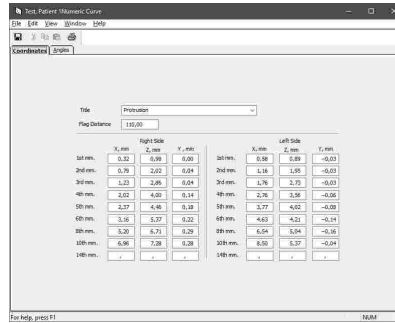 Test, Patient \Numeric Curve
File Edit View Window Help
Coordinates Angles
Title Protrusion
Flag Distance 110,00
Right Side Left Side
X, mm Z, mm Y, mm X, mm Z, mm Y, mm
1st mm. 0,32 0,98 0,00 1st mm. 0,58 0,89 -0,03
2nd mm. 0,79 2,02 0,04 2nd mm. 1,16 1,95 -0,03
3rd mm. 1,23 2,86 0,04 3rd mm. 1,76 2,73 -0,03
4th mm. 2,02 4,00 0,14 4th mm. 2,76 3,56 -0,06
5th mm. 2,37 4,46 0,18 5th mm. 3,77 4,02 -0,08
6th mm. 3,16 5,37 0,22 6th mm. 4,63 4,21 -0,14
8th mm. 5,20 6,71 0,29 8th mm. 6,54 5,04 -0,16
10th mm. 6,96 7,28 0,28 10th mm. 8,50 5,37 -0,04
14th mm. , , , 14th mm. , , ,
For help, press F1 NUM